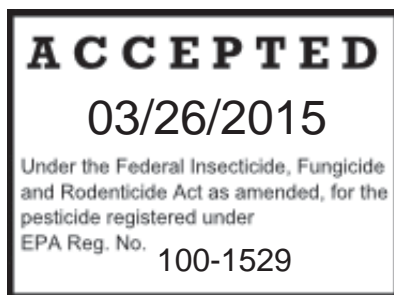 ACCEPTED
03/26/2015
Under the Federal Insecticide, Fungicide
and Rodenticide Act as amended, for the
pesticide registered under
EPA Reg. No. 100-1529